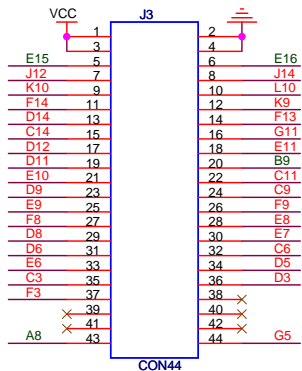 VCC J3
1 2
3 4
E15 5 6 E16
J12 7 8 J14
K10 9 10 L10
F14 11 12 K9
D14 13 14 F13
C14 15 16 G11
D12 17 18 E11
D11 19 20 B9
E10 21 22 C11
D9 23 24 C9
E9 25 26 F9
F8 27 28 E8
D8 29 30 E7
D6 31 32 C6
E6 33 34 D5
C3 35 36 D3
F3 37 38
39 40
41 42
A8 43 44 G5
CON44